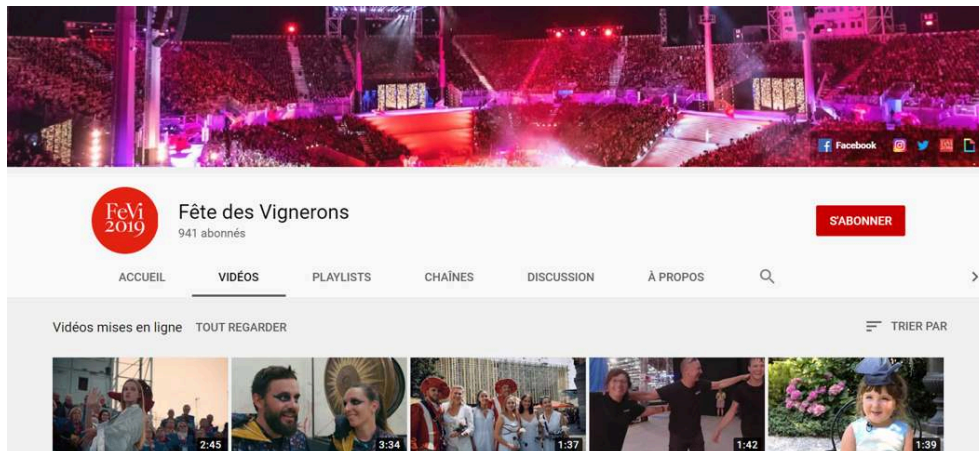 Facebook
FeVi
2019
Fête des Vignerons
941 abonnés
S'ABONNER
ACCUEIL VIDÉOS PLAYLISTS CHAÎNES DISCUSSION À PROPOS
Vidéos mises en ligne TOUT REGARDER TRIER PAR
2:45 3:34 1:37 1:42 1:39